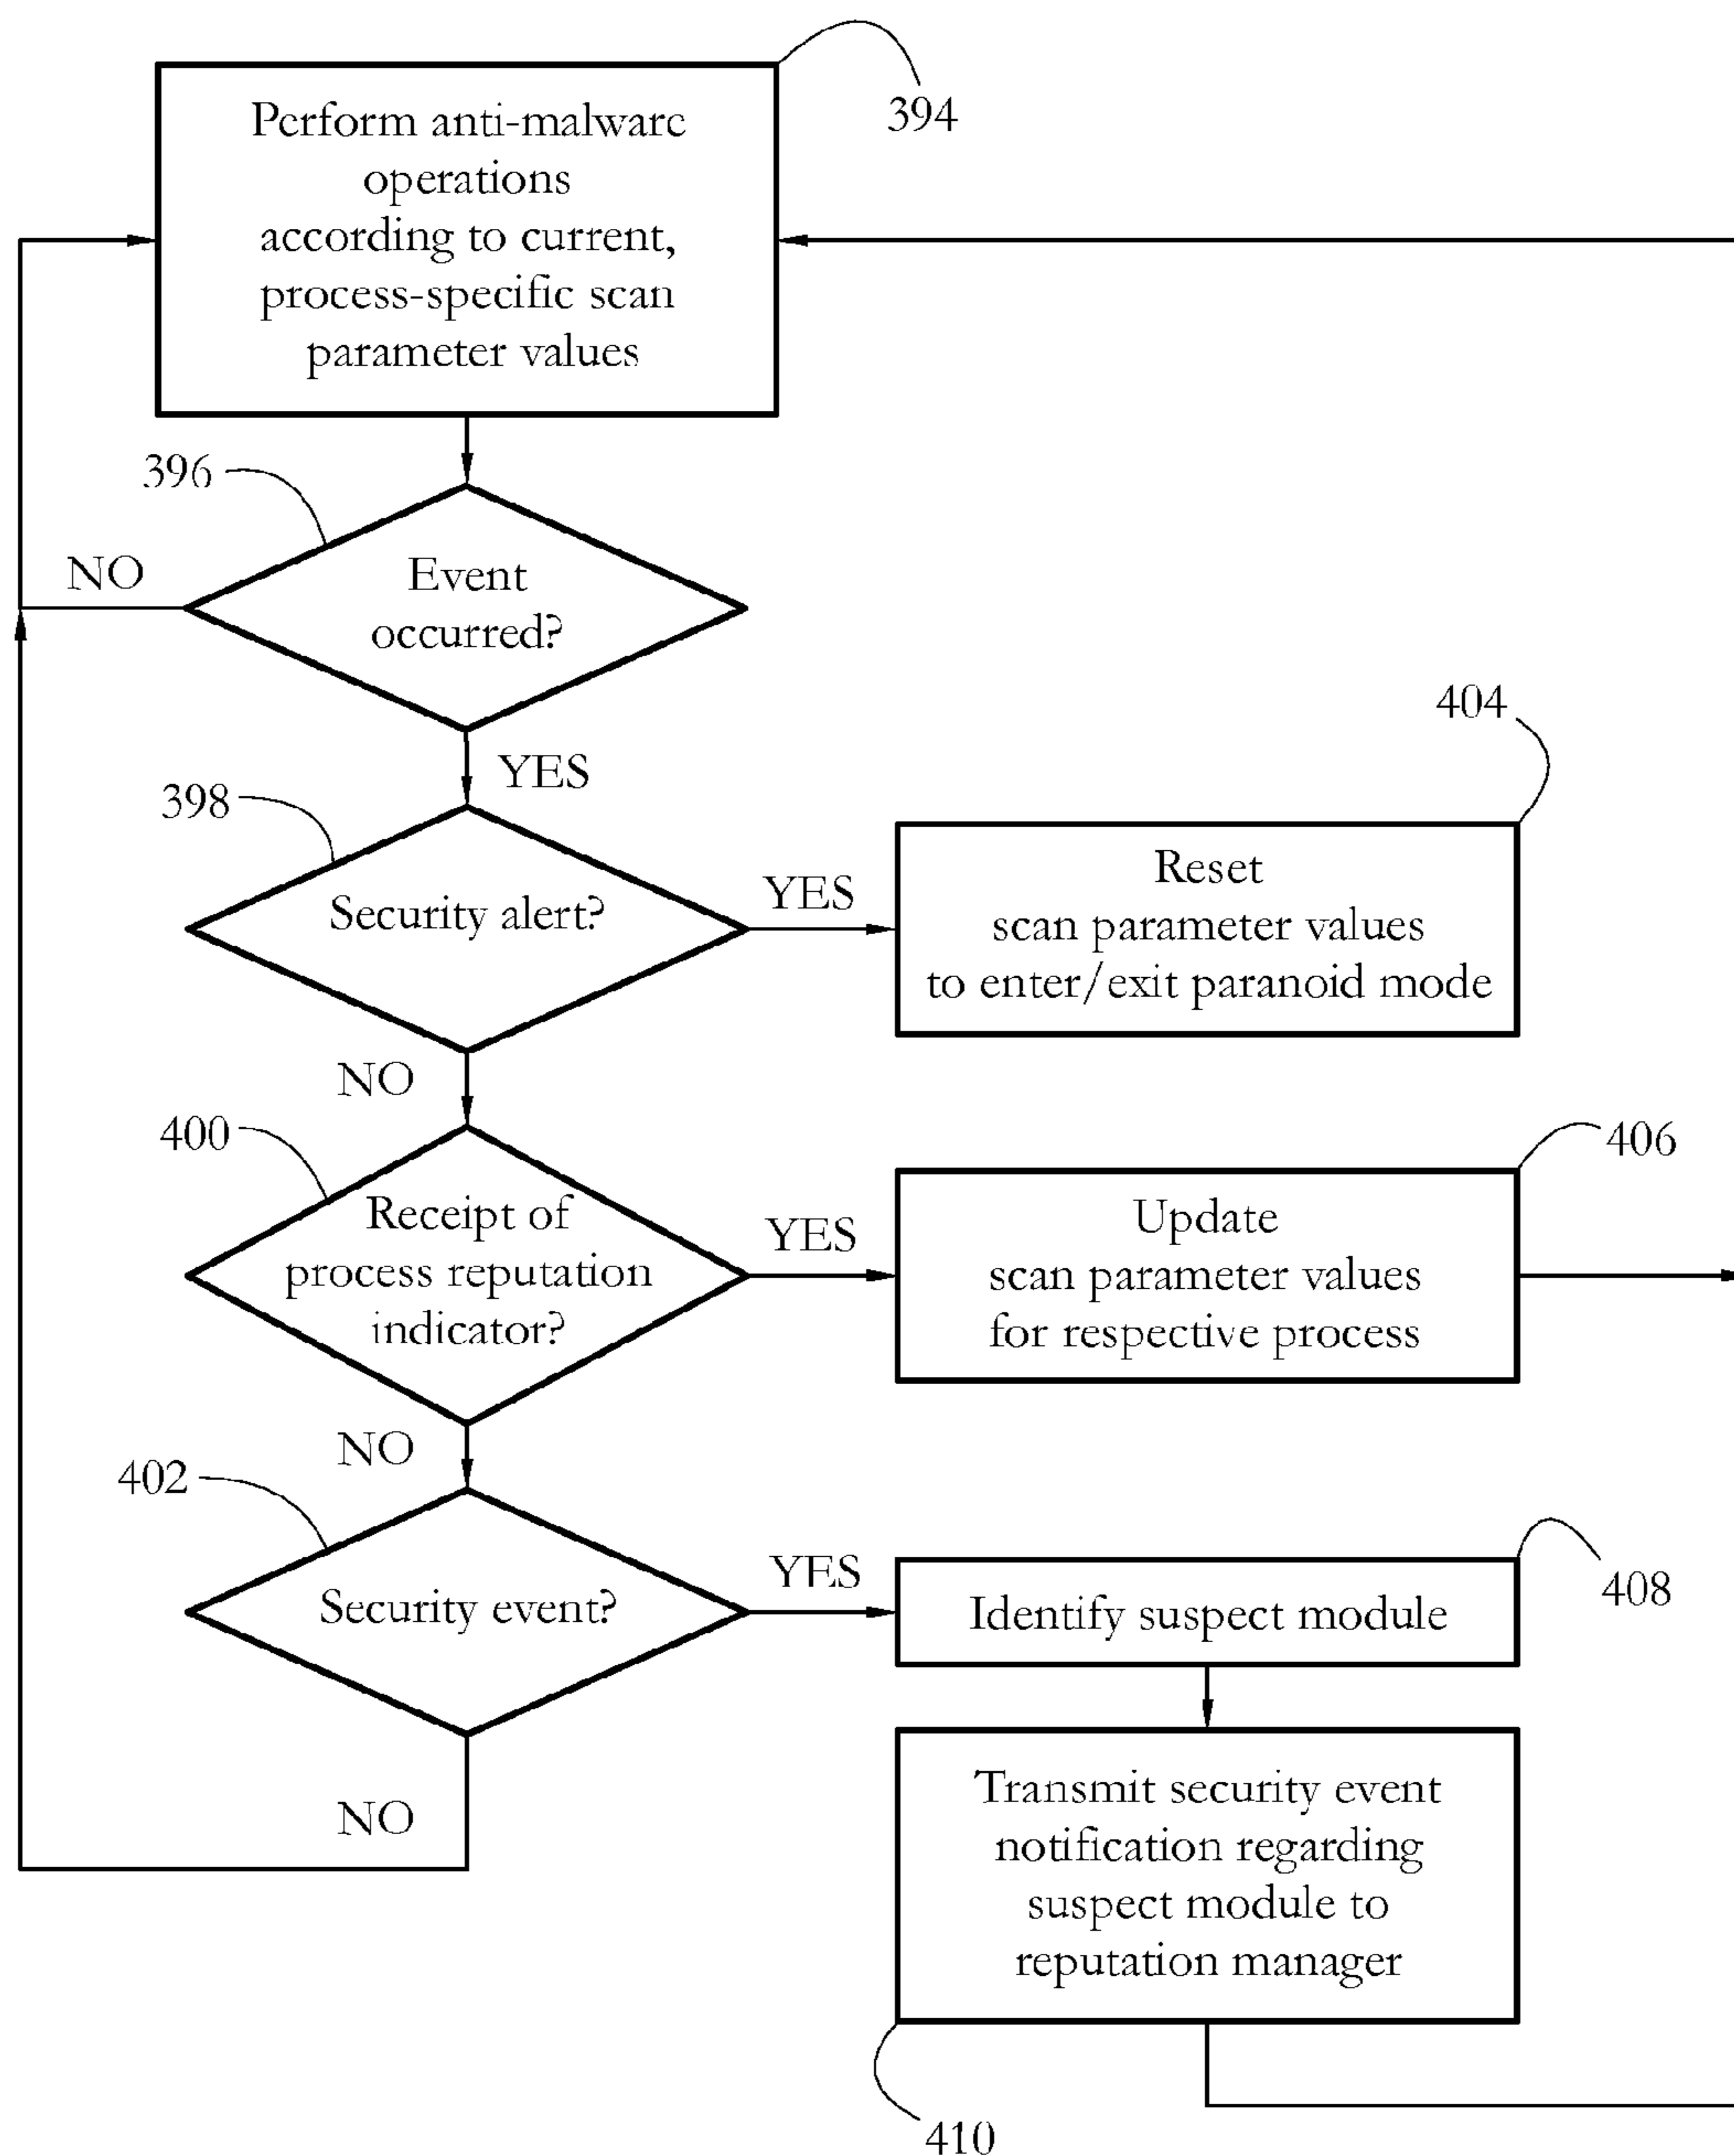 394
Perform anti-malware
operations
according to current,
process-specific scan
parameter values
396
NO
Event
occurred?
YES
404
398
Security alert?
YES
Reset
scan parameter values
to enter/exit paranoid mode
NO
400
406
Receipt of
process reputation
indicator?
YES
Update
scan parameter values
for respective process
NO
402
Security event?
YES
408
Identify suspect module
NO
Transmit security event
notification regarding
suspect module to
reputation manager
410